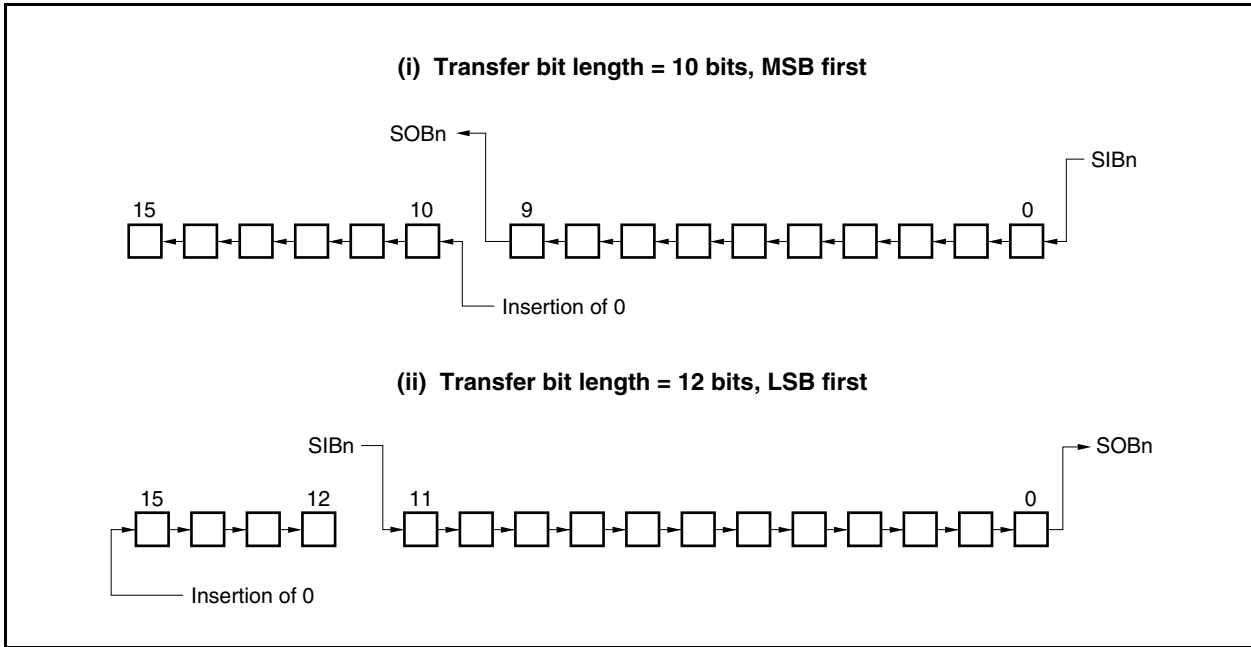 (i) Transfer bit length = 10 bits, MSB first
SOBn
SIBn
15
10
9
0
Insertion of 0
(ii) Transfer bit length = 12 bits, LSB first
SIBn
SOBn
15
12
11
0
Insertion of 0